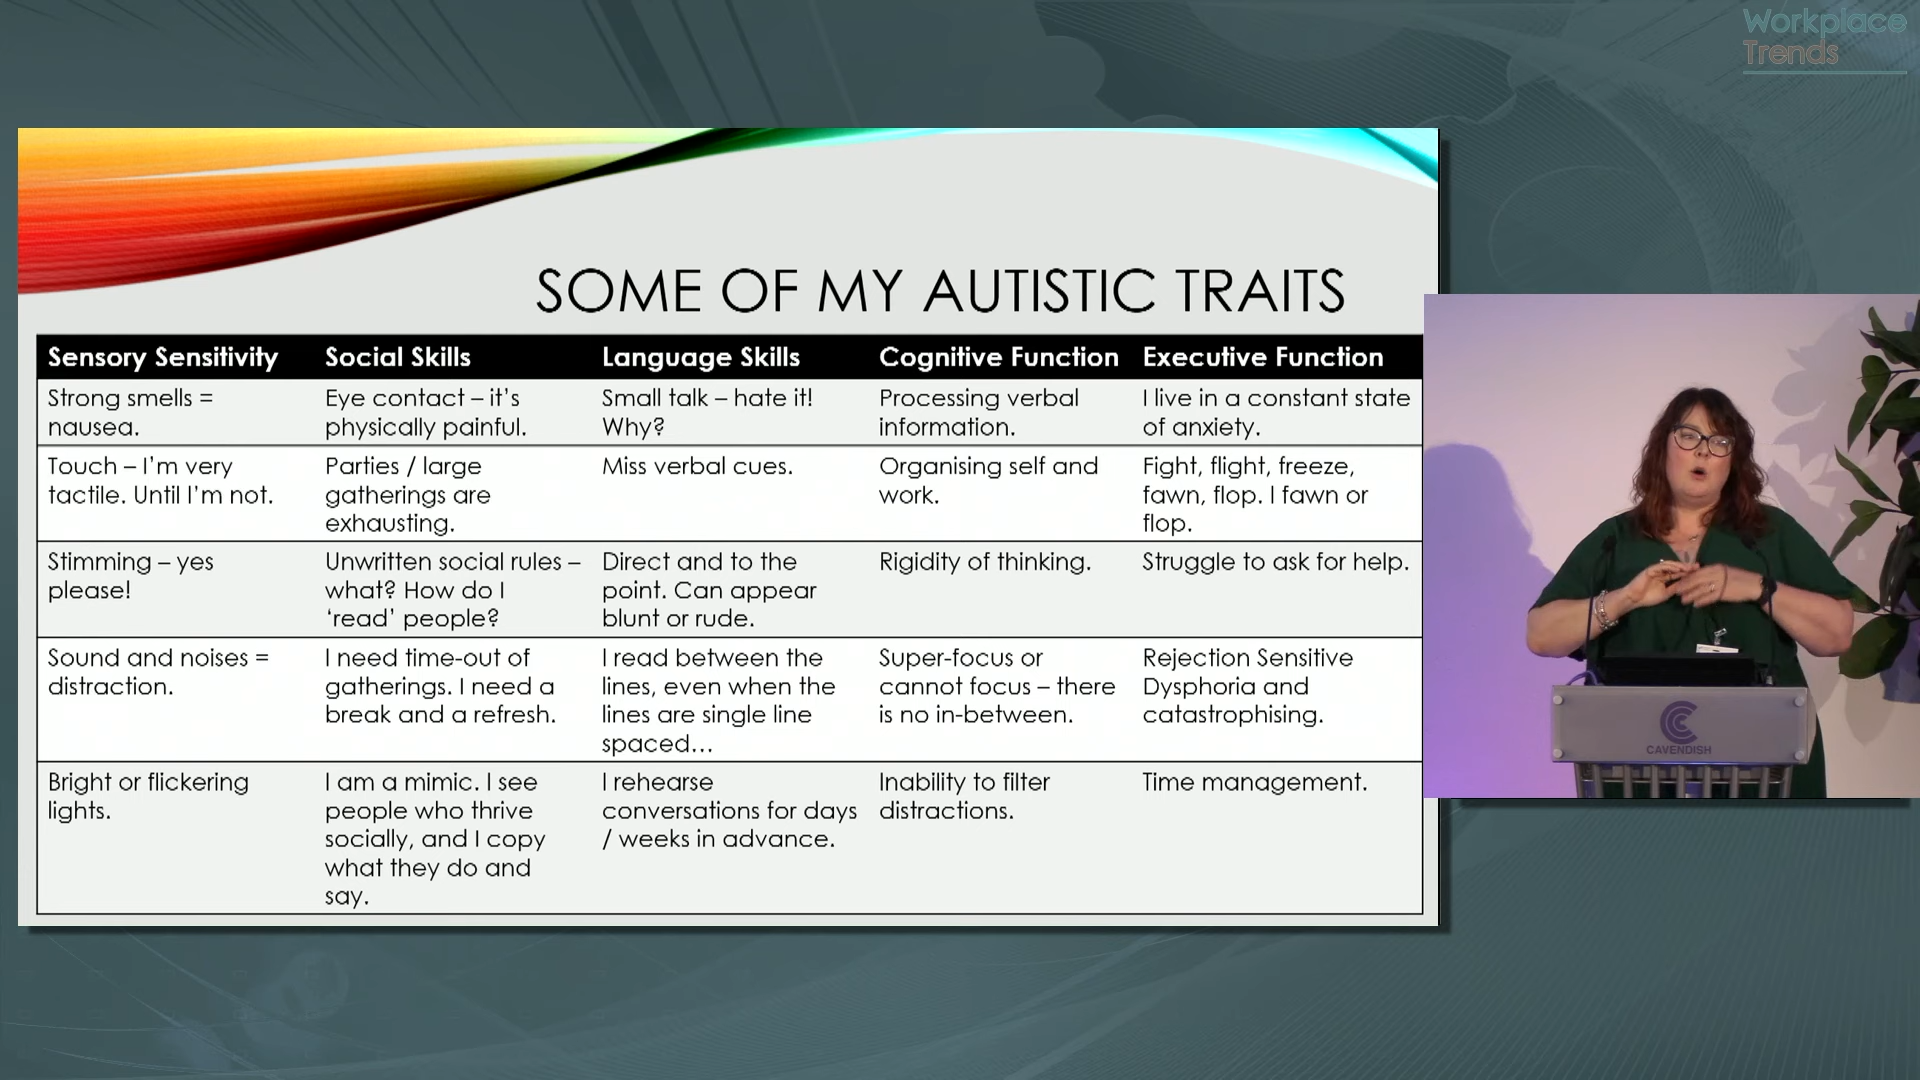 Workplace
Trends
SOME OF MY AUTISTIC TRAITS
Sensory Sensitivity
Social Skills
Language Skills
Cognitive Function
Executive Function
Strong smells =
nausea.
Eye contact – it’s
physically painful.
Small talk – hate it!
Why?
Processing verbal
information.
I live in a constant state
of anxiety.
Touch – I’m very
tactile. Until I’m not.
Parties / large
gatherings are
exhausting.
Miss verbal cues.
Organising self and
work.
Fight, flight, freeze,
fawn, flop. I fawn or
flop.
Stimming – yes
please!
Unwritten social rules –
what? How do I
‘read’ people?
Direct and to the
point. Can appear
blunt or rude.
Rigidity of thinking.
Struggle to ask for help.
Sound and noises =
distraction.
I need time-out of
gatherings. I need a
break and a refresh.
I read between the
lines, even when the
lines are single line
spaced…
Super-focus or
cannot focus – there
is no in-between.
Rejection Sensitive
Dysphoria and
catastrophising.
Bright or flickering
lights.
I am a mimic. I see
people who thrive
socially, and I copy
what they do and
say.
I rehearse
conversations for days
/ weeks in advance.
Inability to filter
distractions.
Time management.
CAVENDISH